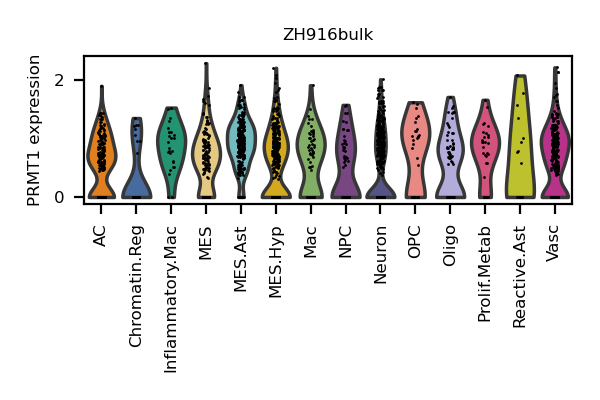 ZH916bulk
PRMT1 expression
2
0
AC
Chromatin.Reg
Inflammatory.Mac
MES
MES.Ast
MES.Hyp
Mac
NPC
Neuron
OPC
Oligo
Prolif.Metab
Reactive.Ast
Vasc